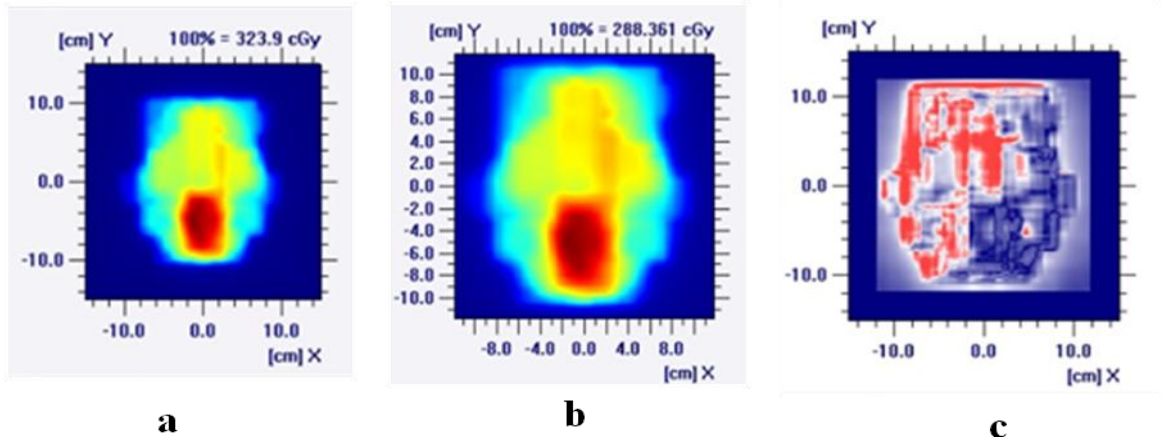 [cm] Y 100% = 323.9 cGy
10.0
0.0
-10.0
-10.0 0.0 10.0
[cm] X
a
[cm] Y 100% = 288.361 cGy
10.0
8.0
6.0
4.0
2.0
0.0
-2.0
-4.0
-6.0
-8.0
-10.0
-8.0 -4.0 0.0 4.0 8.0
[cm] X
b
[cm] Y
10.0
0.0
-10.0
-10.0 0.0 10.0
[cm] X
c